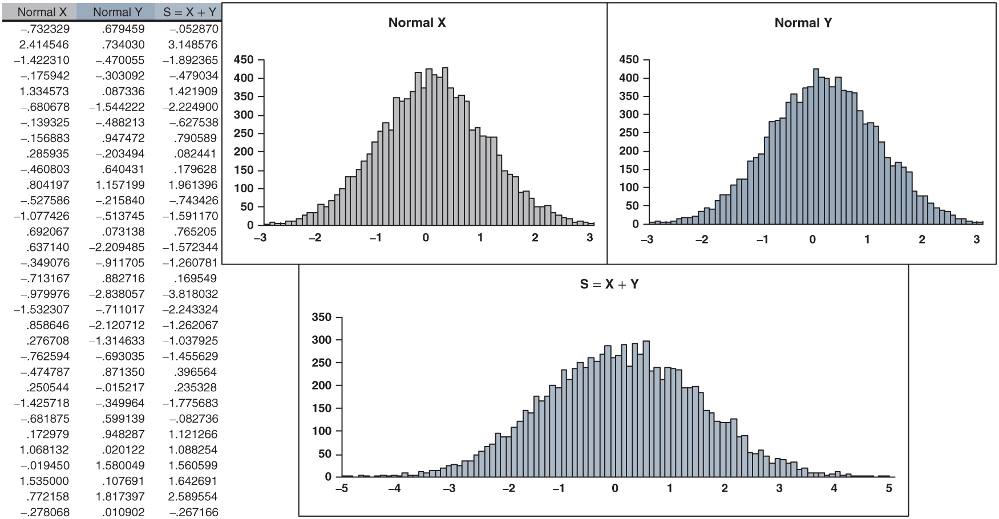 Normal X Normal Y S = X + Y
–.732329 .679459 –.052870
2.414546 .734030 3.148576
–1.422310 –.470055 –1.892365
–.175942 –.303092 –.479034
1.334573 .087336 1.421909
–.680678 –1.544222 –2.224900
–.139325 –.488213 –.627538
–.156883 .947472 .790589
.285935 –.203494 .082441
–.460803 .640431 .179628
.804197 1.157199 1.961396
–.527586 –.215840 –.743426
–1.077426 –.513745 –1.591170
.692067 .073138 .765205
.637140 –2.209485 –1.572344
–.349076 –.911705 –1.260781
–.713167 .882716 .169549
–.979976 –2.838057 –3.818032
–1.532307 –.711017 –2.243324
.858646 –2.120712 –1.262067
.276708 –1.314633 –1.037925
–.762594 –.693035 –1.455629
–.474787 .871350 .396564
.250544 –.015217 .235328
–1.425718 –.349964 –1.775683
–.681875 .599139 –.082736
.172979 .948287 1.121266
1.068132 .020122 1.088254
–.019450 1.580049 1.560599
1.535000 .107691 1.642691
.772158 1.817397 2.589554
–.278068 .010902 –.267166
Normal X
450
400
350
300
250
200
150
100
50
0
–3 –2 –1 0 1 2 3
Normal Y
450
400
350
300
250
200
150
100
50
0
–3 –2 –1 0 1 2 3
S = X + Y
350
300
250
200
150
100
50
0
–5 –4 –3 –2 –1 0 1 2 3 4 5